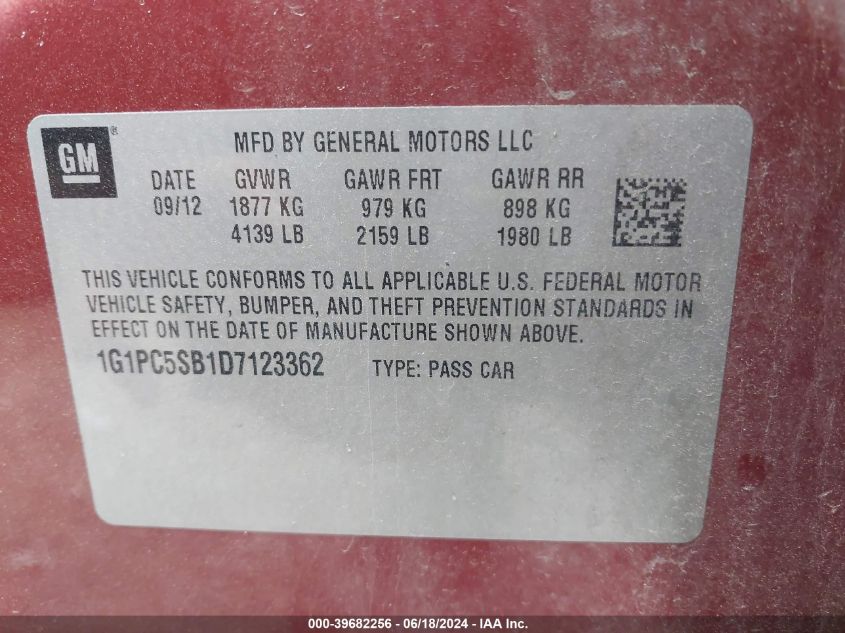 GM®
MFD BY GENERAL MOTORS LLC
DATE GVWR GAWR FRT GAWR RR
09/12 1877 KG 979 KG 898 KG
4139 LB 2159 LB 1980 LB
THIS VEHICLE CONFORMS TO ALL APPLICABLE U.S. FEDERAL MOTOR
VEHICLE SAFETY, BUMPER, AND THEFT PREVENTION STANDARDS IN
EFFECT ON THE DATE OF MANUFACTURE SHOWN ABOVE.
1G1PC5SB1D7123362 TYPE: PASS CAR
000-39682256 - 06/18/2024 - IAA, Inc.